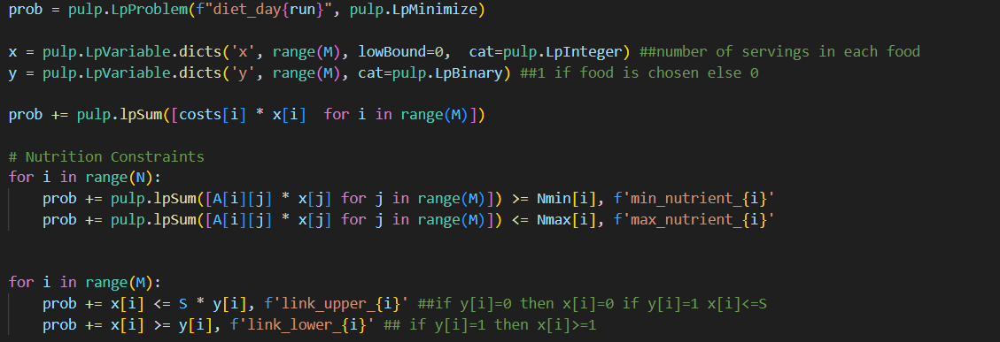 prob = pulp.LpProblem(f"diet_day{run}", pulp.LpMinimize)
x = pulp.LpVariable.dicts('x', range(M), lowBound=0,  cat=pulp.LpInteger) ##number of servings in each food
y = pulp.LpVariable.dicts('y', range(M), cat=pulp.LpBinary) ##1 if food is chosen else 0
prob += pulp.lpSum([costs[i] * x[i]  for i in range(M)])
# Nutrition Constraints
for i in range(N):
    prob += pulp.lpSum([A[i][j] * x[j] for j in range(M)]) >= Nmin[i], f'min_nutrient_{i}'
    prob += pulp.lpSum([A[i][j] * x[j] for j in range(M)]) <= Nmax[i], f'max_nutrient_{i}'
for i in range(M):
    prob += x[i] <= S * y[i], f'link_upper_{i}' ##if y[i]=0 then x[i]=0 if y[i]=1 x[i]<=S
    prob += x[i] >= y[i], f'link_lower_{i}' ## if y[i]=1 then x[i]>=1